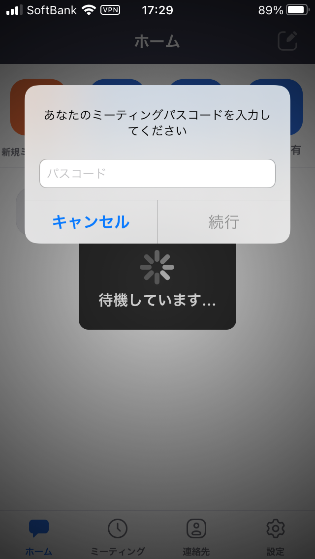 SoftBank VPN 17:29 89%
ホーム
あなたのミーティングパスコードを入力し
てください
新規ミ
有
パスコード
キャンセル 続行
待機しています...
ホーム ミーティング 連絡先 設定